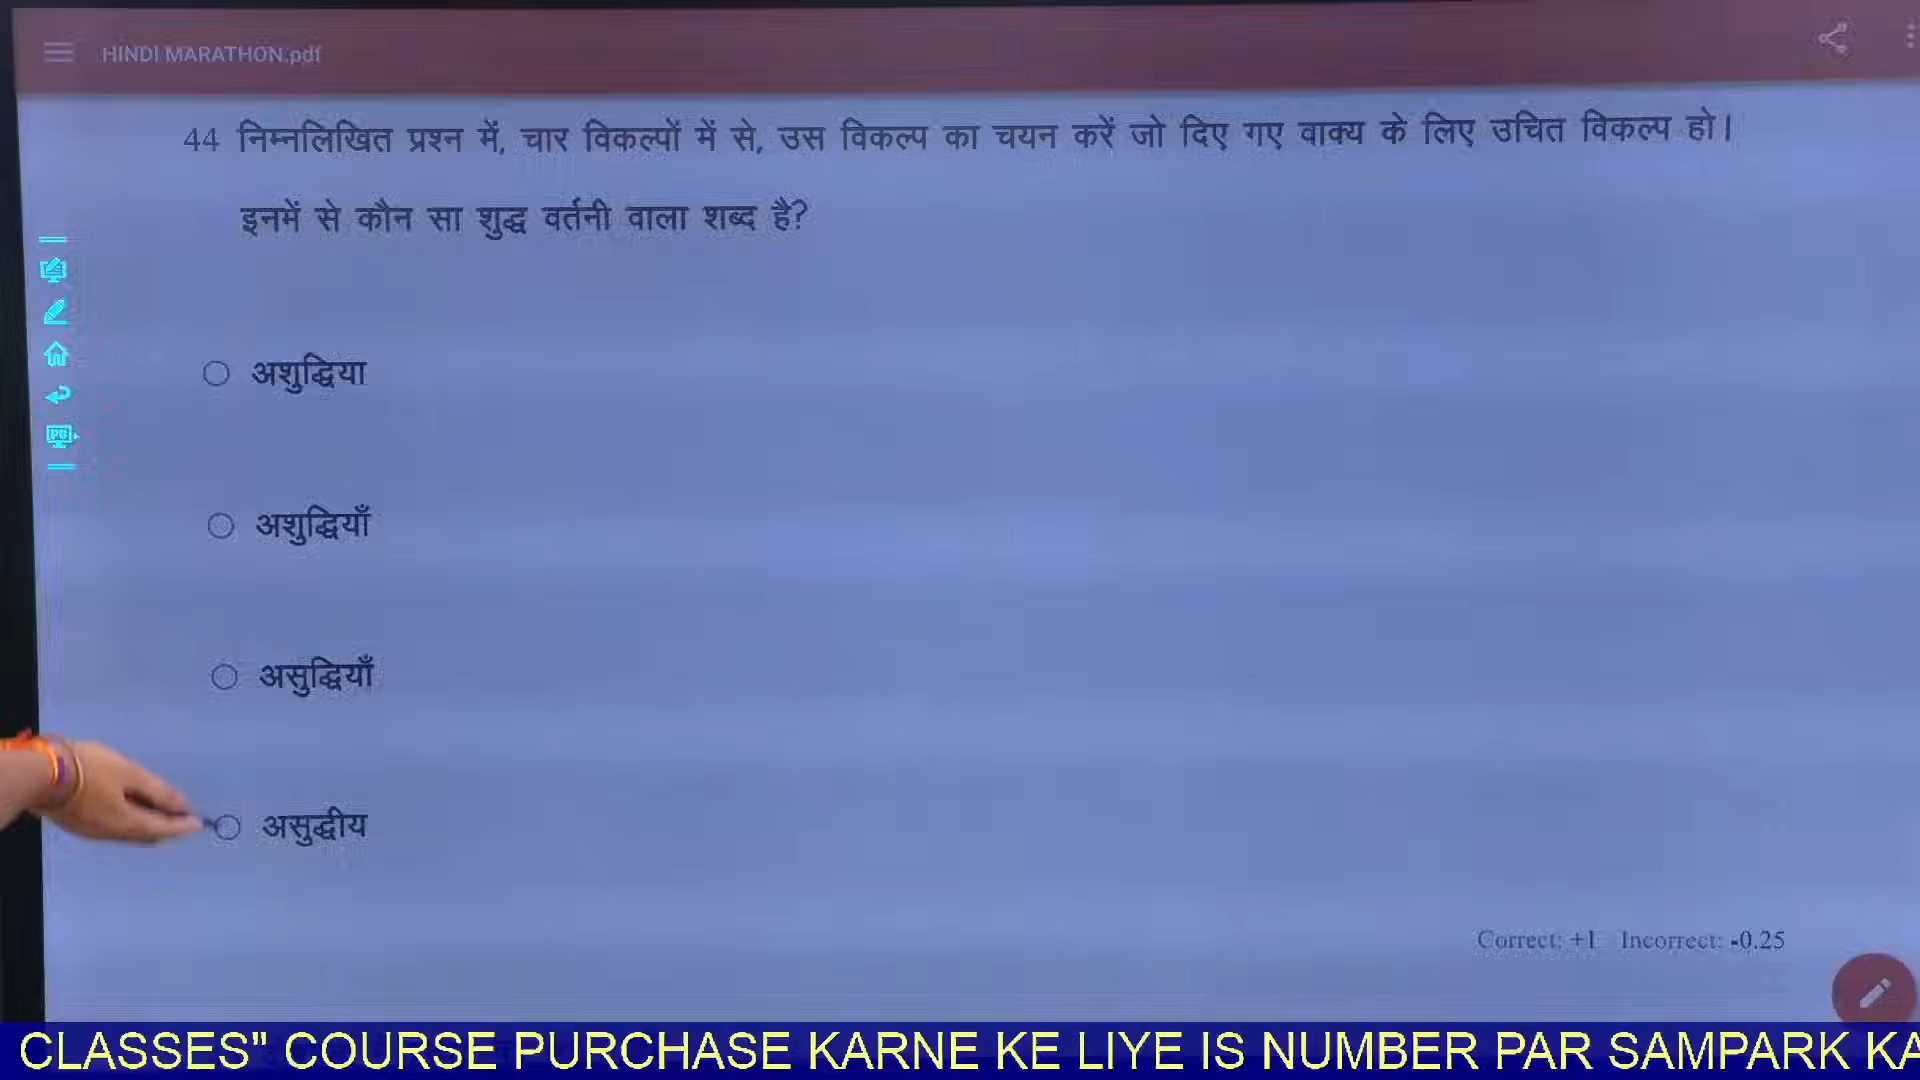 HINDI MARATHON.pdf
44 निम्नलिखित प्रश्न में, चार विकल्पों में से, उस विकल्प का चयन करें जो दिए गए वाक्य के लिए उचित विकल्प हो।
इनमें से कौन सा शुद्ध वर्तनी वाला शब्द है?
अशुद्धिया
अशुद्धियाँ
असुद्धियाँ
असुद्धीय
Correct: +1 Incorrect: -0.25
CLASSES" COURSE PURCHASE KARNE KE LIYE IS NUMBER PAR SAMPARK KA